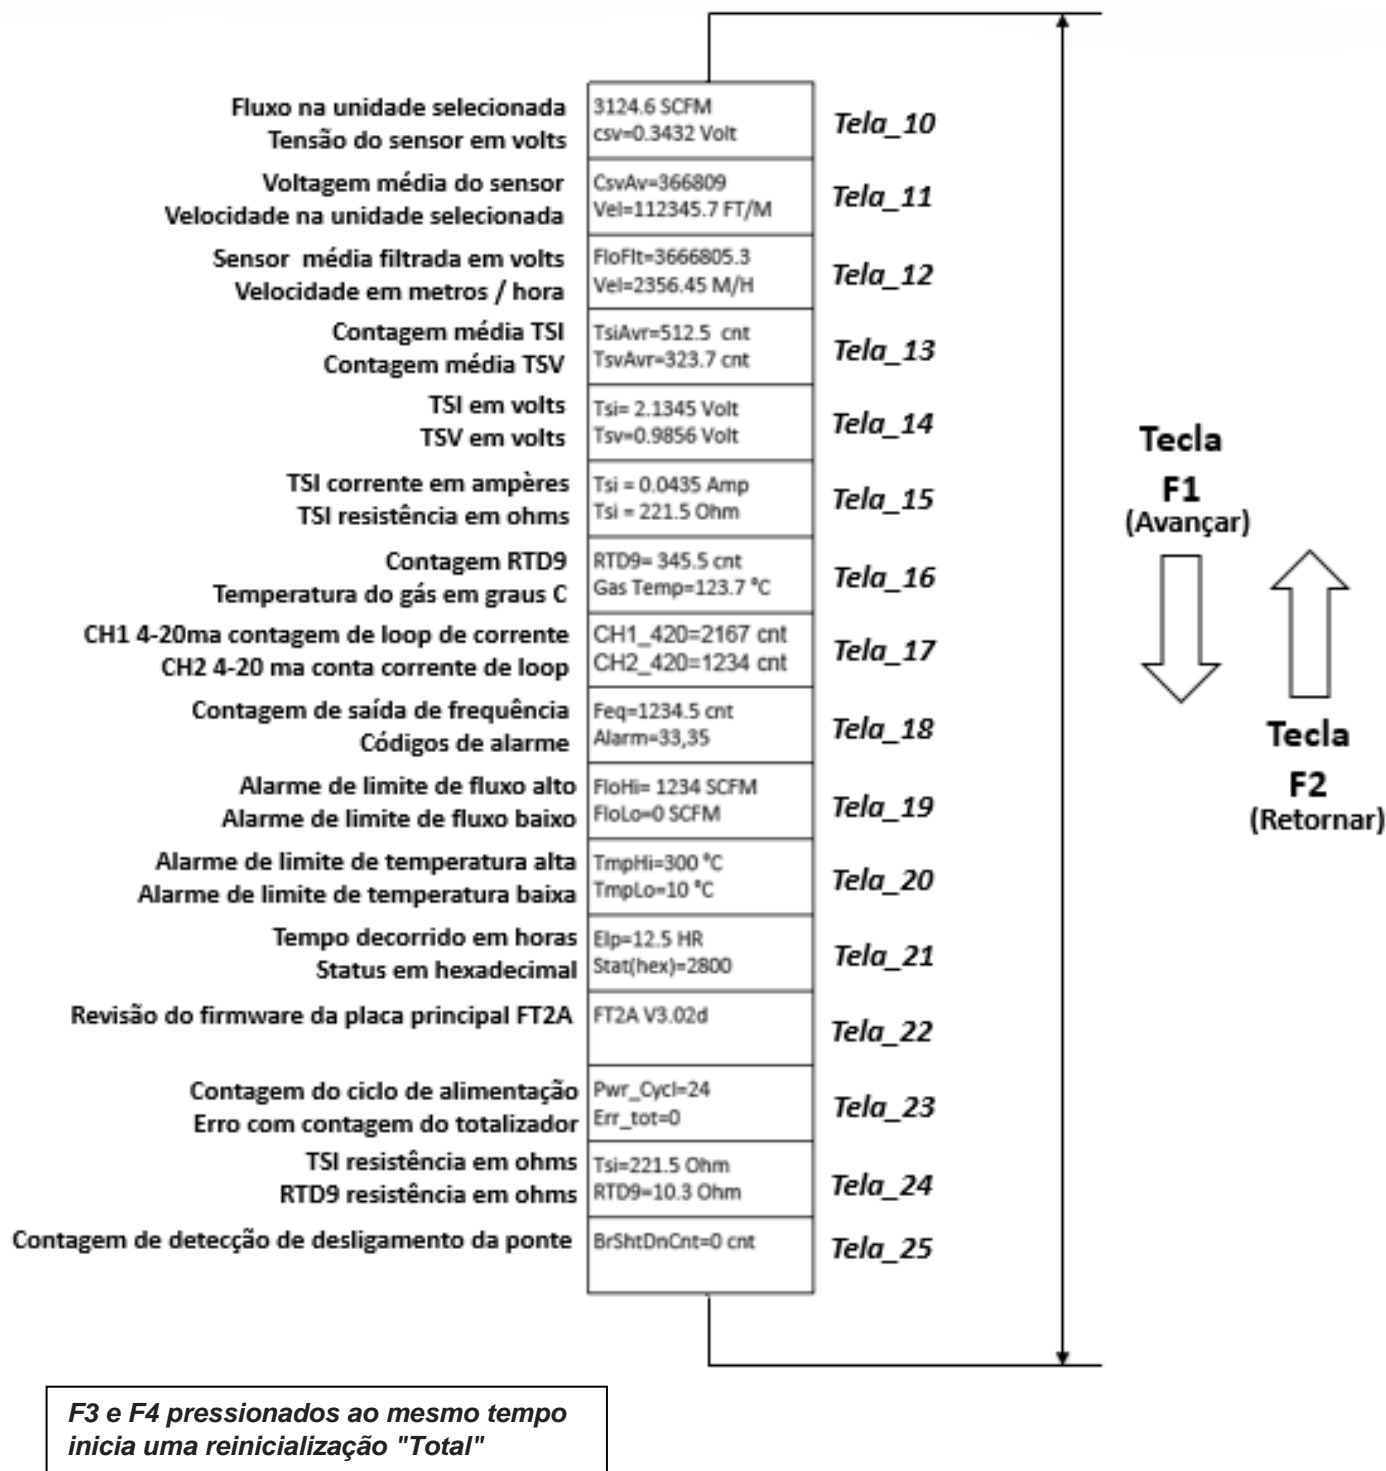 Fluxo na unidade selecionada 3124.6 SCFM
Tensão do sensor em volts csv=0.3432 Volt
Tela_10
Voltagem média do sensor CsvAv=366809
Velocidade na unidade selecionada Vel=112345.7 FT/M
Tela_11
Sensor média filtrada em volts FloFlt=3666805.3
Velocidade em metros / hora Vel=2356.45 M/H
Tela_12
Contagem média TSI TsiAvr=512.5 cnt
Contagem média TSV TsvAvr=323.7 cnt
Tela_13
TSI em volts Tsi= 2.1345 Volt
TSV em volts Tsv=0.9856 Volt
Tela_14
TSI corrente em ampères Tsi = 0.0435 Amp
TSI resistência em ohms Tsi = 221.5 Ohm
Tela_15
Contagem RTD9 RTD9= 345.5 cnt
Temperatura do gás em graus C Gas Temp=123.7 °C
Tela_16
CH1 4-20ma contagem de loop de corrente CH1_420=2167 cnt
CH2 4-20 ma conta corrente de loop CH2_420=1234 cnt
Tela_17
Contagem de saída de frequência Feq=1234.5 cnt
Códigos de alarme Alarm=33,35
Tela_18
Alarme de limite de fluxo alto FloHi= 1234 SCFM
Alarme de limite de fluxo baixo FloLo=0 SCFM
Tela_19
Alarme de limite de temperatura alta TmpHi=300 °C
Alarme de limite de temperatura baixa TmpLo=10 °C
Tela_20
Tempo decorrido em horas Elp=12.5 HR
Status em hexadecimal Stat(hex)=2800
Tela_21
Revisão do firmware da placa principal FT2A FT2A V3.02d
Tela_22
Contagem do ciclo de alimentação Pwr_Cycl=24
Erro com contagem do totalizador Err_tot=0
Tela_23
TSI resistência em ohms Tsi=221.5 Ohm
RTD9 resistência em ohms RTD9=10.3 Ohm
Tela_24
Contagem de detecção de desligamento da ponte BrShtDnCnt=0 cnt
Tela_25
Tecla
F1
(Avançar)
Tecla
F2
(Retornar)
F3 e F4 pressionados ao mesmo tempo
inicia uma reinicialização "Total"